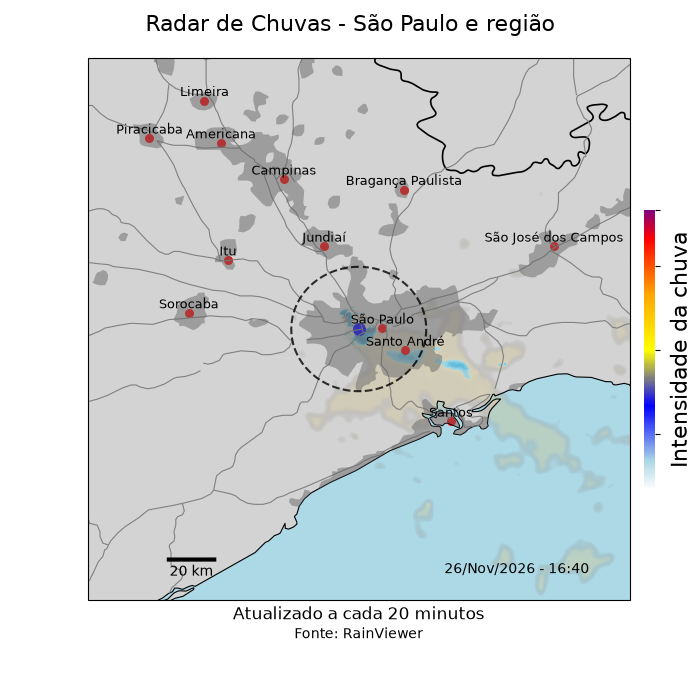 Radar de Chuvas - São Paulo e região
Limeira
Piracicaba
Americana
Campinas
Bragança Paulista
Jundiaí
São José dos Campos
Itu
Sorocaba
São Paulo
Santo André
Santos
Intensidade da chuva
20 km
26/Nov/2026 - 16:40
Atualizado a cada 20 minutos
Fonte: RainViewer